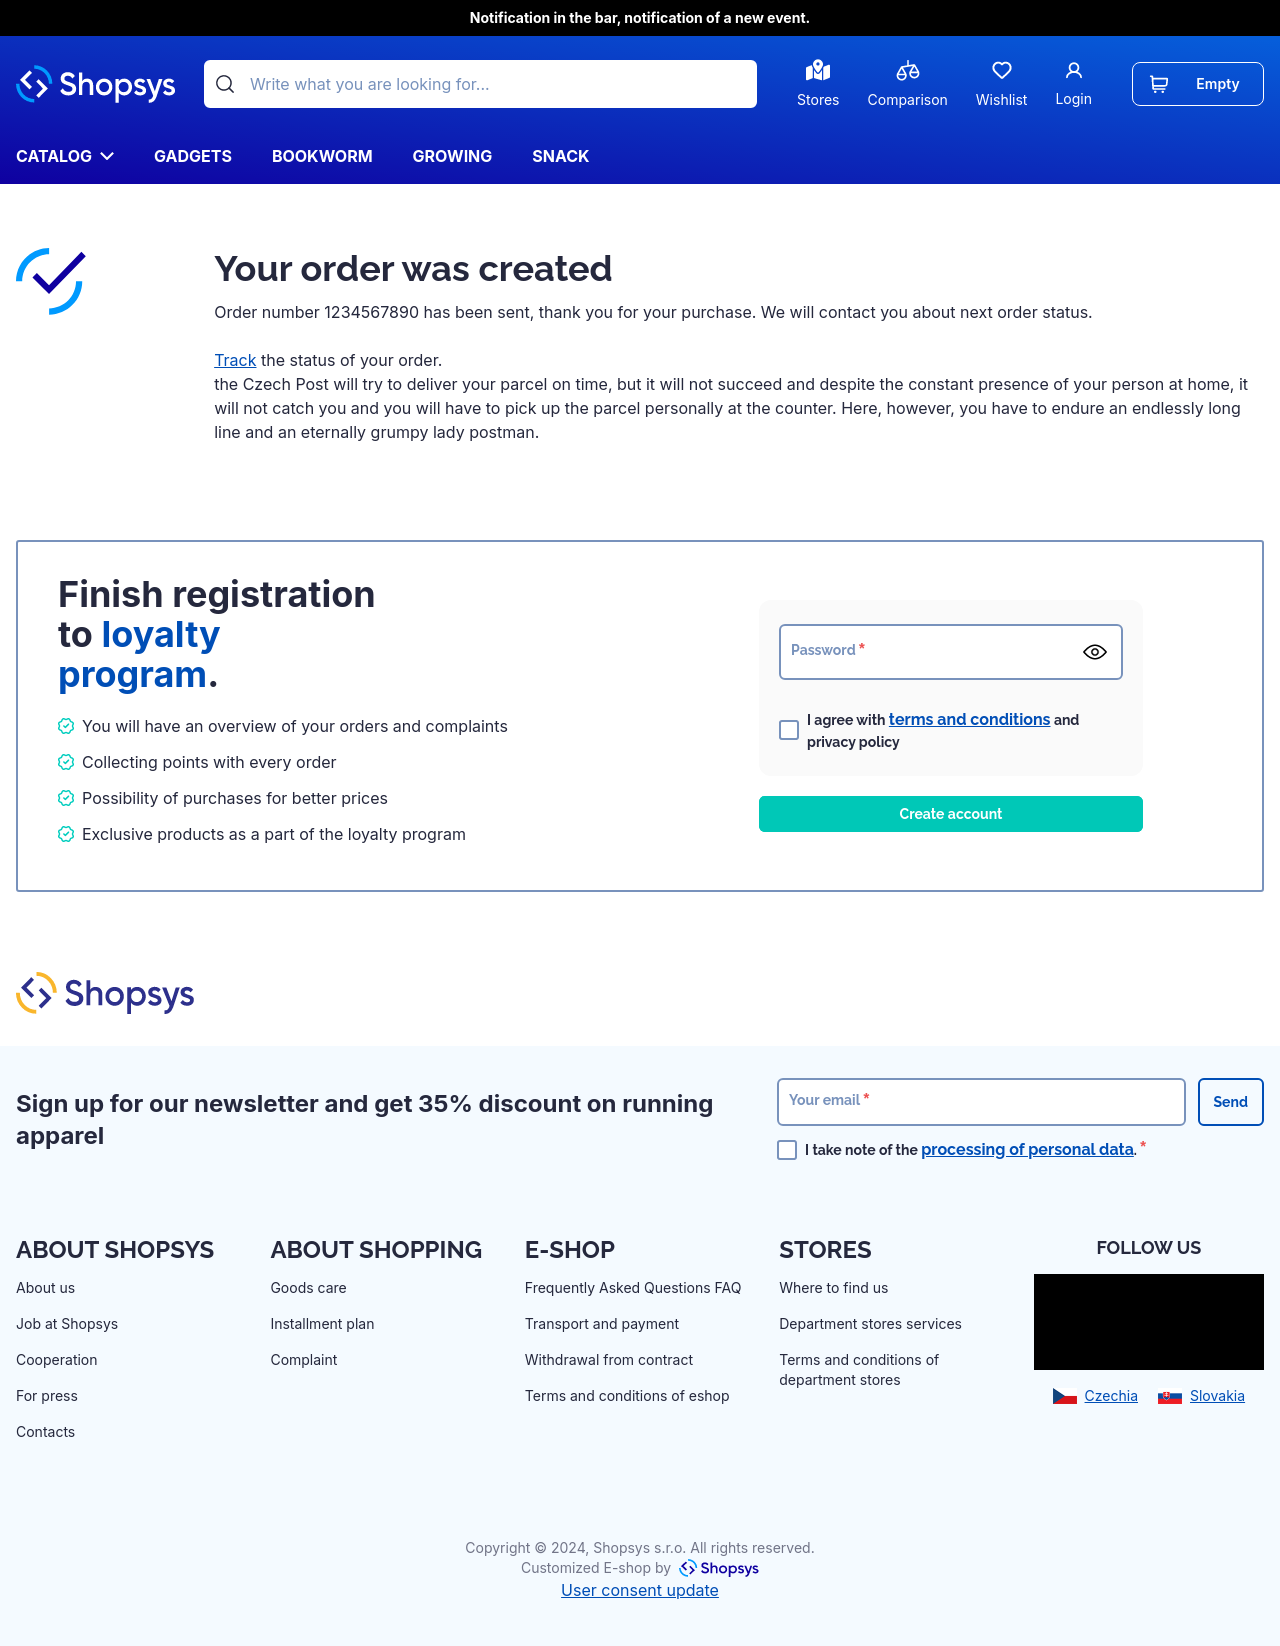 Notification in the bar, notification of a new event.
Shopsys
Write what you are looking for...
Stores
Comparison
Wishlist
Login
Empty
CATALOG
GADGETS
BOOKWORM
GROWING
SNACK
Your order was created
Order number 1234567890 has been sent, thank you for your purchase. We will contact you about next order status.
Track the status of your order.
the Czech Post will try to deliver your parcel on time, but it will not succeed and despite the constant presence of your person at home, it
will not catch you and you will have to pick up the parcel personally at the counter. Here, however, you have to endure an endlessly long
line and an eternally grumpy lady postman.
Finish registration
to loyalty
program.
You will have an overview of your orders and complaints
Collecting points with every order
Possibility of purchases for better prices
Exclusive products as a part of the loyalty program
Password *
I agree with terms and conditions and
privacy policy
Create account
Shopsys
Sign up for our newsletter and get 35% discount on running
apparel
Your email *
Send
I take note of the processing of personal data. *
ABOUT SHOPSYS
About us
Job at Shopsys
Cooperation
For press
Contacts
ABOUT SHOPPING
Goods care
Installment plan
Complaint
E-SHOP
Frequently Asked Questions FAQ
Transport and payment
Withdrawal from contract
Terms and conditions of eshop
STORES
Where to find us
Department stores services
Terms and conditions of
department stores
FOLLOW US
Czechia
Slovakia
Copyright © 2024, Shopsys s.r.o. All rights reserved.
Customized E-shop by Shopsys
User consent update